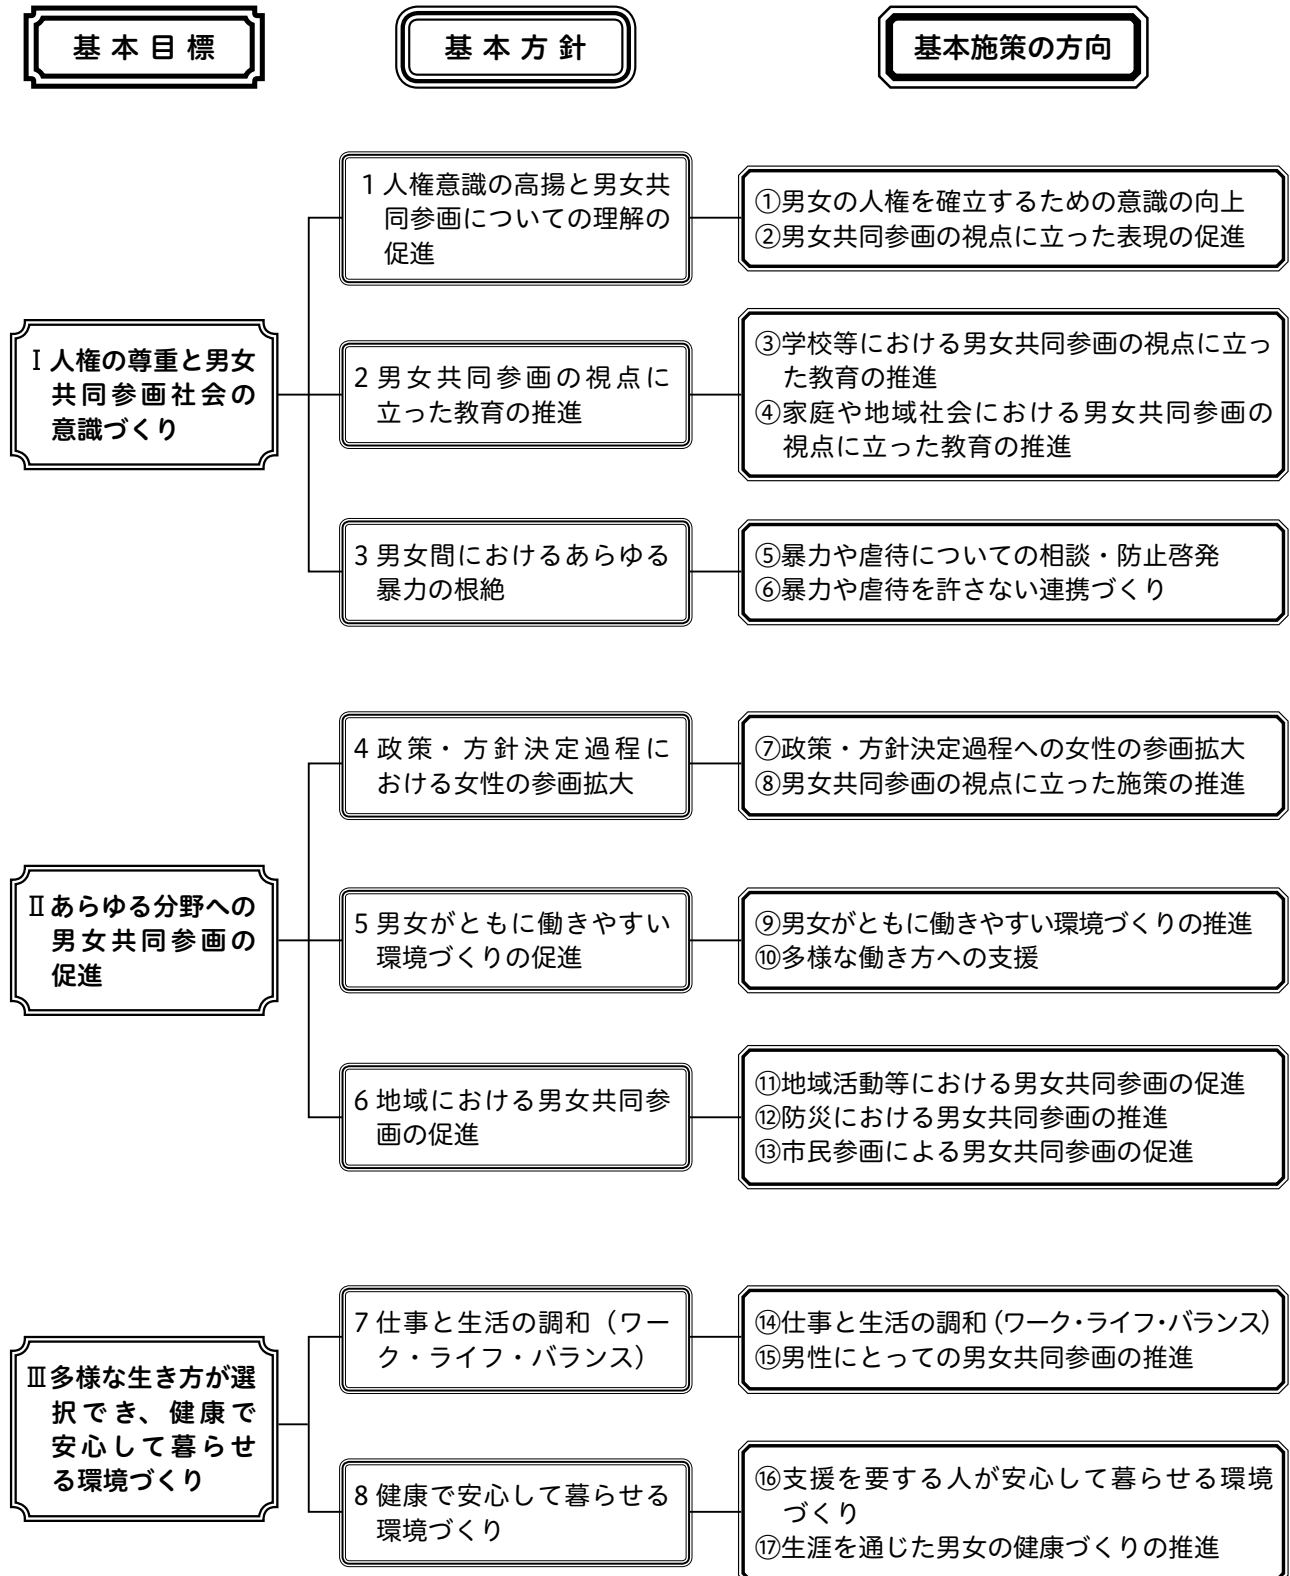 基本目標
基本方針
基本施策の方向
Ⅰ人権の尊重と男女
共同参画社会の
意識づくり
1人権意識の高揚と男女共
同参画についての理解の
促進
①男女の人権を確立するための意識の向上
②男女共同参画の視点に立った表現の促進
2男女共同参画の視点に
立った教育の推進
③学校等における男女共同参画の視点に立っ
た教育の推進
④家庭や地域社会における男女共同参画の
視点に立った教育の推進
3男女間におけるあらゆる
暴力の根絶
⑤暴力や虐待についての相談・防止啓発
⑥暴力や虐待を許さない連携づくり
Ⅱあらゆる分野への
男女共同参画の
促進
4政策・方針決定過程に
おける女性の参画拡大
⑦政策・方針決定過程への女性の参画拡大
⑧男女共同参画の視点に立った施策の推進
5男女がともに働きやすい
環境づくりの促進
⑨男女がともに働きやすい環境づくりの推進
⑩多様な働き方への支援
6地域における男女共同参
画の促進
⑪地域活動等における男女共同参画の促進
⑫防災における男女共同参画の推進
⑬市民参画による男女共同参画の促進
Ⅲ多様な生き方が選
択でき、健康で
安心して暮らせ
る環境づくり
7仕事と生活の調和（ワー
ク・ライフ・バランス）
⑭仕事と生活の調和（ワーク・ライフ・バランス）
⑮男性にとっての男女共同参画の推進
8健康で安心して暮らせる
環境づくり
⑯支援を要する人が安心して暮らせる環境
づくり
⑰生涯を通じた男女の健康づくりの推進